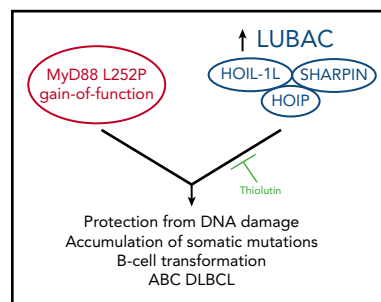 LUBAC
MyD88 L252P
gain-of-function
HOIL-1L
SHARPIN
HOIP
Thiolutin
Protection from DNA damage
Accumulation of somatic mutations
B-cell transformation
ABC DLBCL